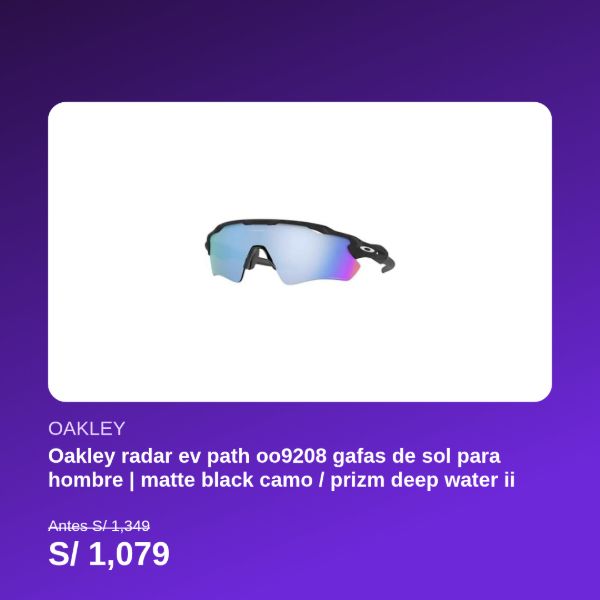 OAKLEY
Oakley radar ev path oo9208 gafas de sol para
hombre | matte black camo / prizm deep water ii
Antes S/ 1,349
S/ 1,079